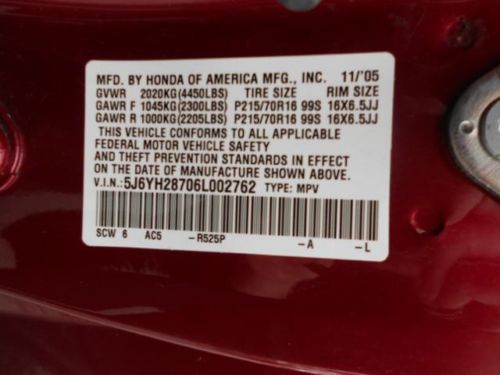 MFD. BY HONDA OF AMERICA MFG., INC. 11/'05
GVWR 2020KG(4450LBS) TIRE SIZE RIM SIZE
GAWR F 1045KG(2300LBS) P215/70R16 99S 16X6.5JJ
GAWR R 1000KG(2205LBS) P215/70R16 99S 16X6.5JJ
THIS VEHICLE CONFORMS TO ALL APPLICABLE
FEDERAL MOTOR VEHICLE SAFETY
AND THEFT PREVENTION STANDARDS IN EFFECT
ON THE DATE OF MANUFACTURE SHOWN ABOVE.
V.I.N.: 5J6YH28706L002762 TYPE: MPV
SCW 6 AC5 –R525P –A –L